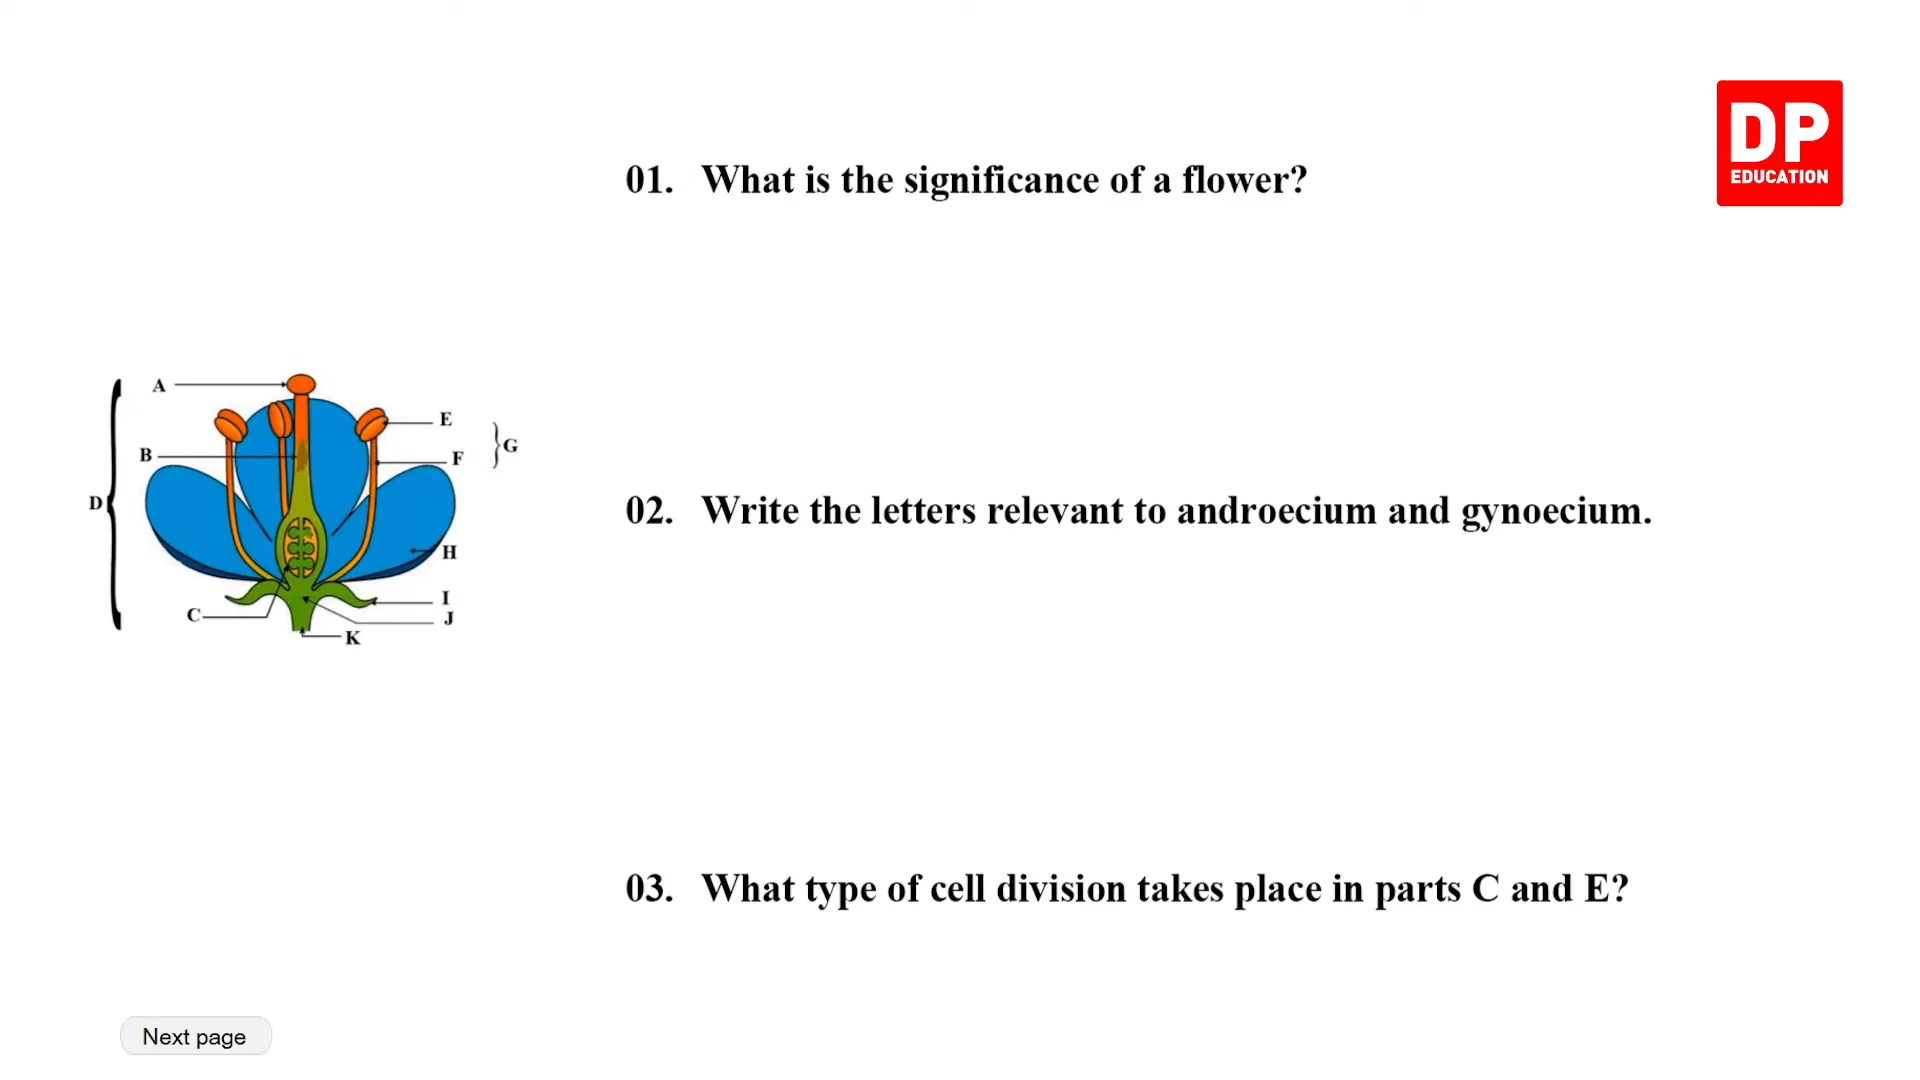 DP
EDUCATION
01. What is the significance of a flower?
A
E
G
B
F
D
02. Write the letters relevant to androecium and gynoecium.
H
I
C
J
K
03. What type of cell division takes place in parts C and E?
Next page